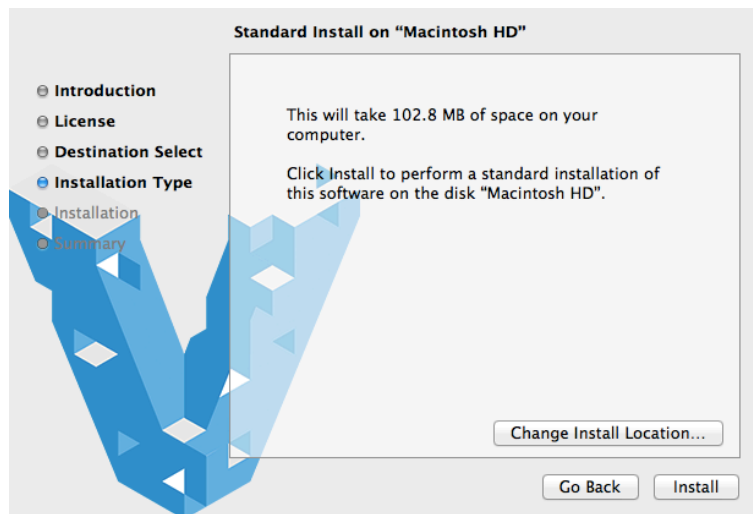 Standard Install on “Macintosh HD”
Introduction
License
Destination Select
Installation Type
Installation
Summary
This will take 102.8 MB of space on your
computer.
Click Install to perform a standard installation of
this software on the disk “Macintosh HD”.
Change Install Location...
Go Back
Install